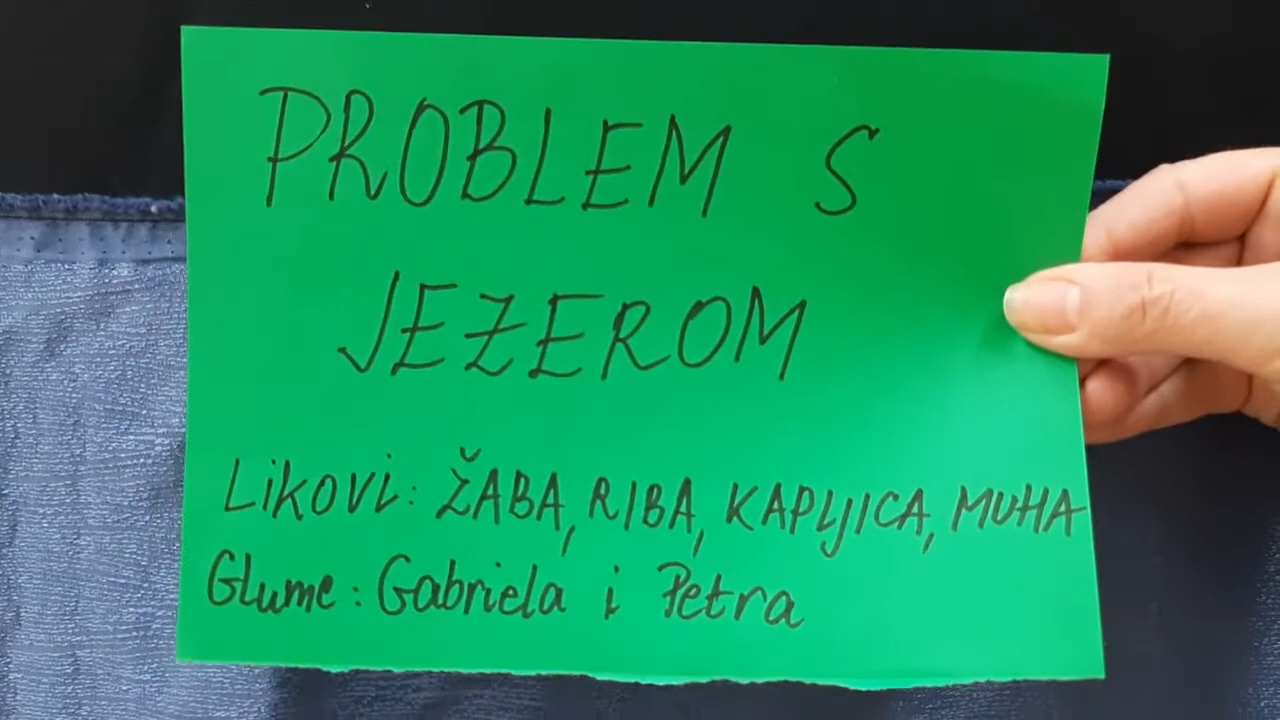 PROBLEM S
JEZEROM
Likovi: ŽABA, RIBA, KAPLJICA, MUHA
Glume: Gabriela i Petra